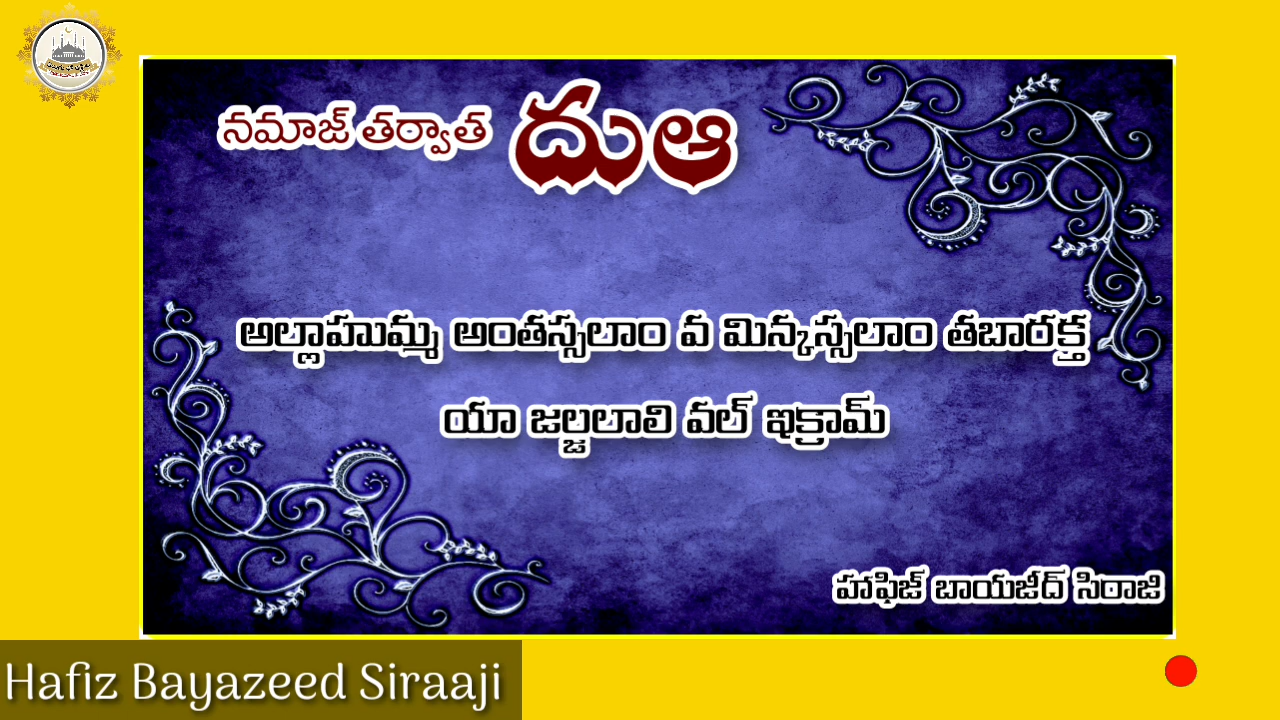 నమాజ్ తర్వాత దుఆ
అల్లాహుమ్మ అంతస్సలాం వ మిన్కస్సలాం తబారక్త
యా జల్జలాలి వల్ ఇక్రామ్
హాఫిజ్ బాయజీద్ సిరాజి
Hafiz Bayazeed Siraaji